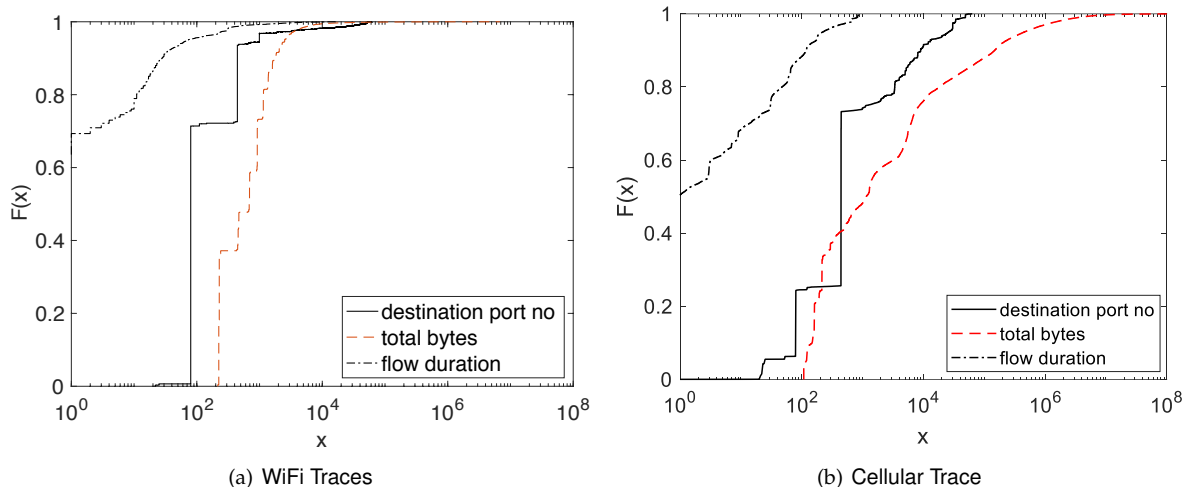 1
0.8
0.6
0.4
0.2
0
F(x)
10^0
10^2
10^4
10^6
10^8
x
destination port no
total bytes
flow duration
(a) WiFi Traces
1
0.8
0.6
0.4
0.2
0
F(x)
10^0
10^2
10^4
10^6
10^8
x
destination port no
total bytes
flow duration
(b) Cellular Trace